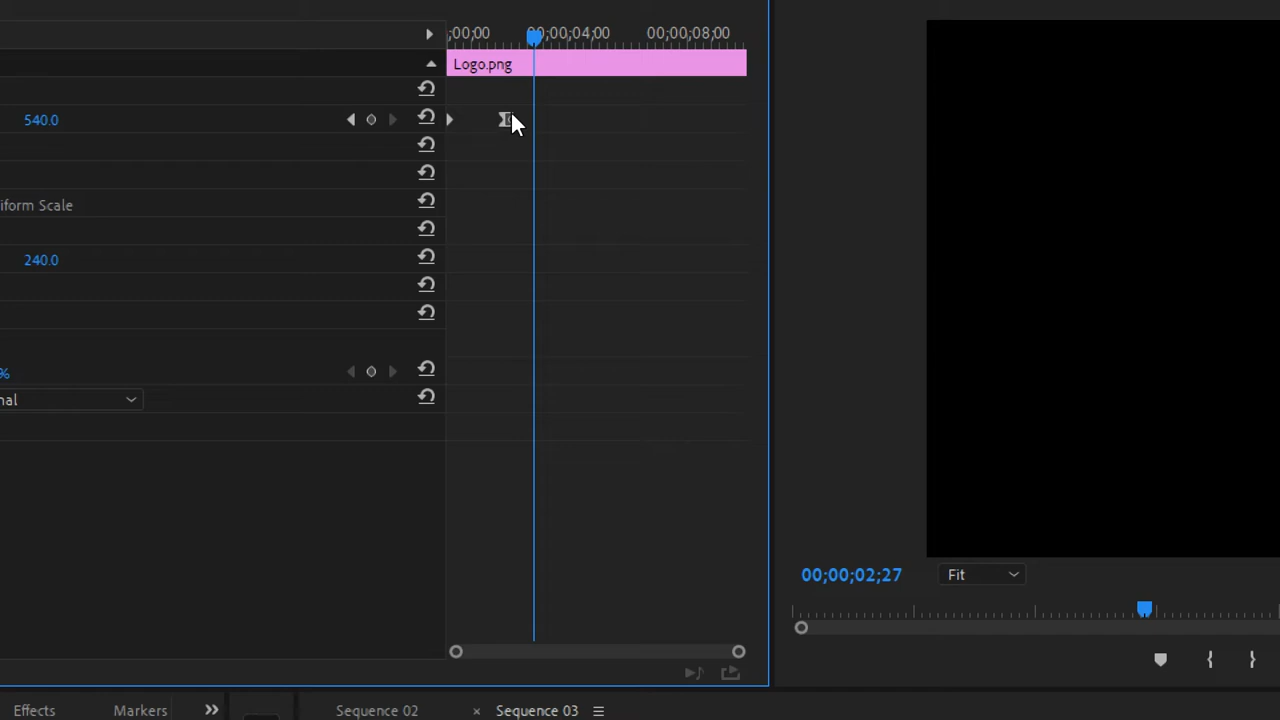 ;00;00 00;00;04;00 00;00;08;00
Logo.png
540.0
iform Scale
240.0
%
nal
00;00;02;27 Fit
Effects Markers Sequence 02 × Sequence 03